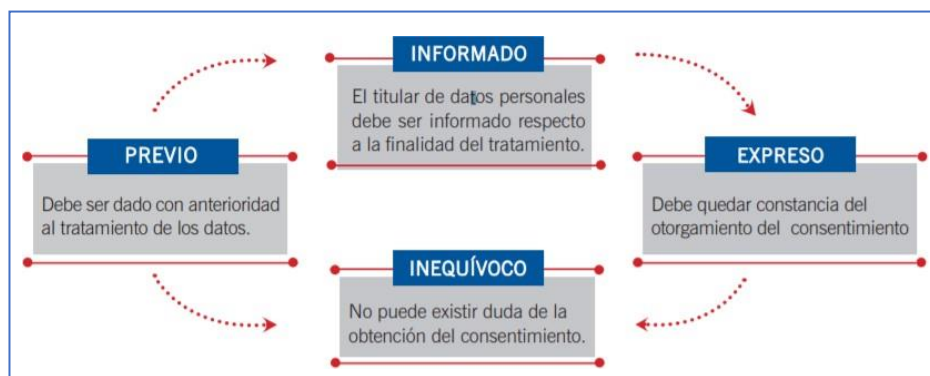 PREVIO
Debe ser dado con anterioridad
al tratamiento de los datos.
INFORMADO
El titular de datos personales
debe ser informado respecto
a la finalidad del tratamiento.
EXPRESO
Debe quedar constancia del
otorgamiento del consentimiento
INEQUÍVOCO
No puede existir duda de la
obtención del consentimiento.